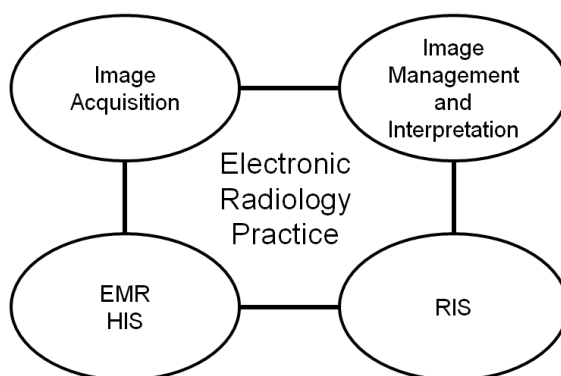 Image
Acquisition
Image
Management
and
Interpretation
Electronic
Radiology
Practice
EMR
HIS
RIS